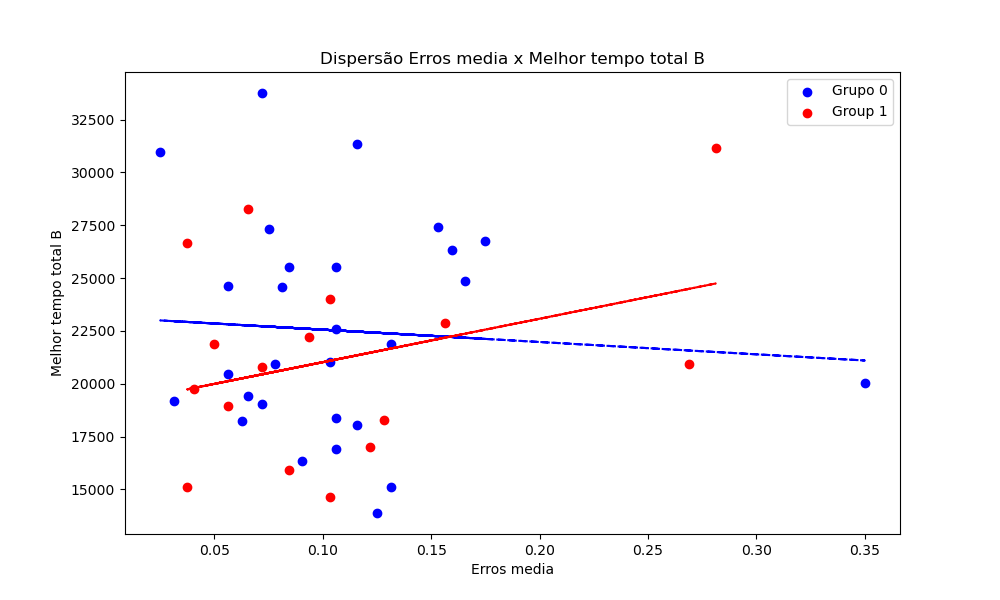 Dispersão Erros media x Melhor tempo total B
Grupo 0
Group 1
Melhor tempo total B
32500
30000
27500
25000
22500
20000
17500
15000
0.05 0.10 0.15 0.20 0.25 0.30 0.35
Erros media